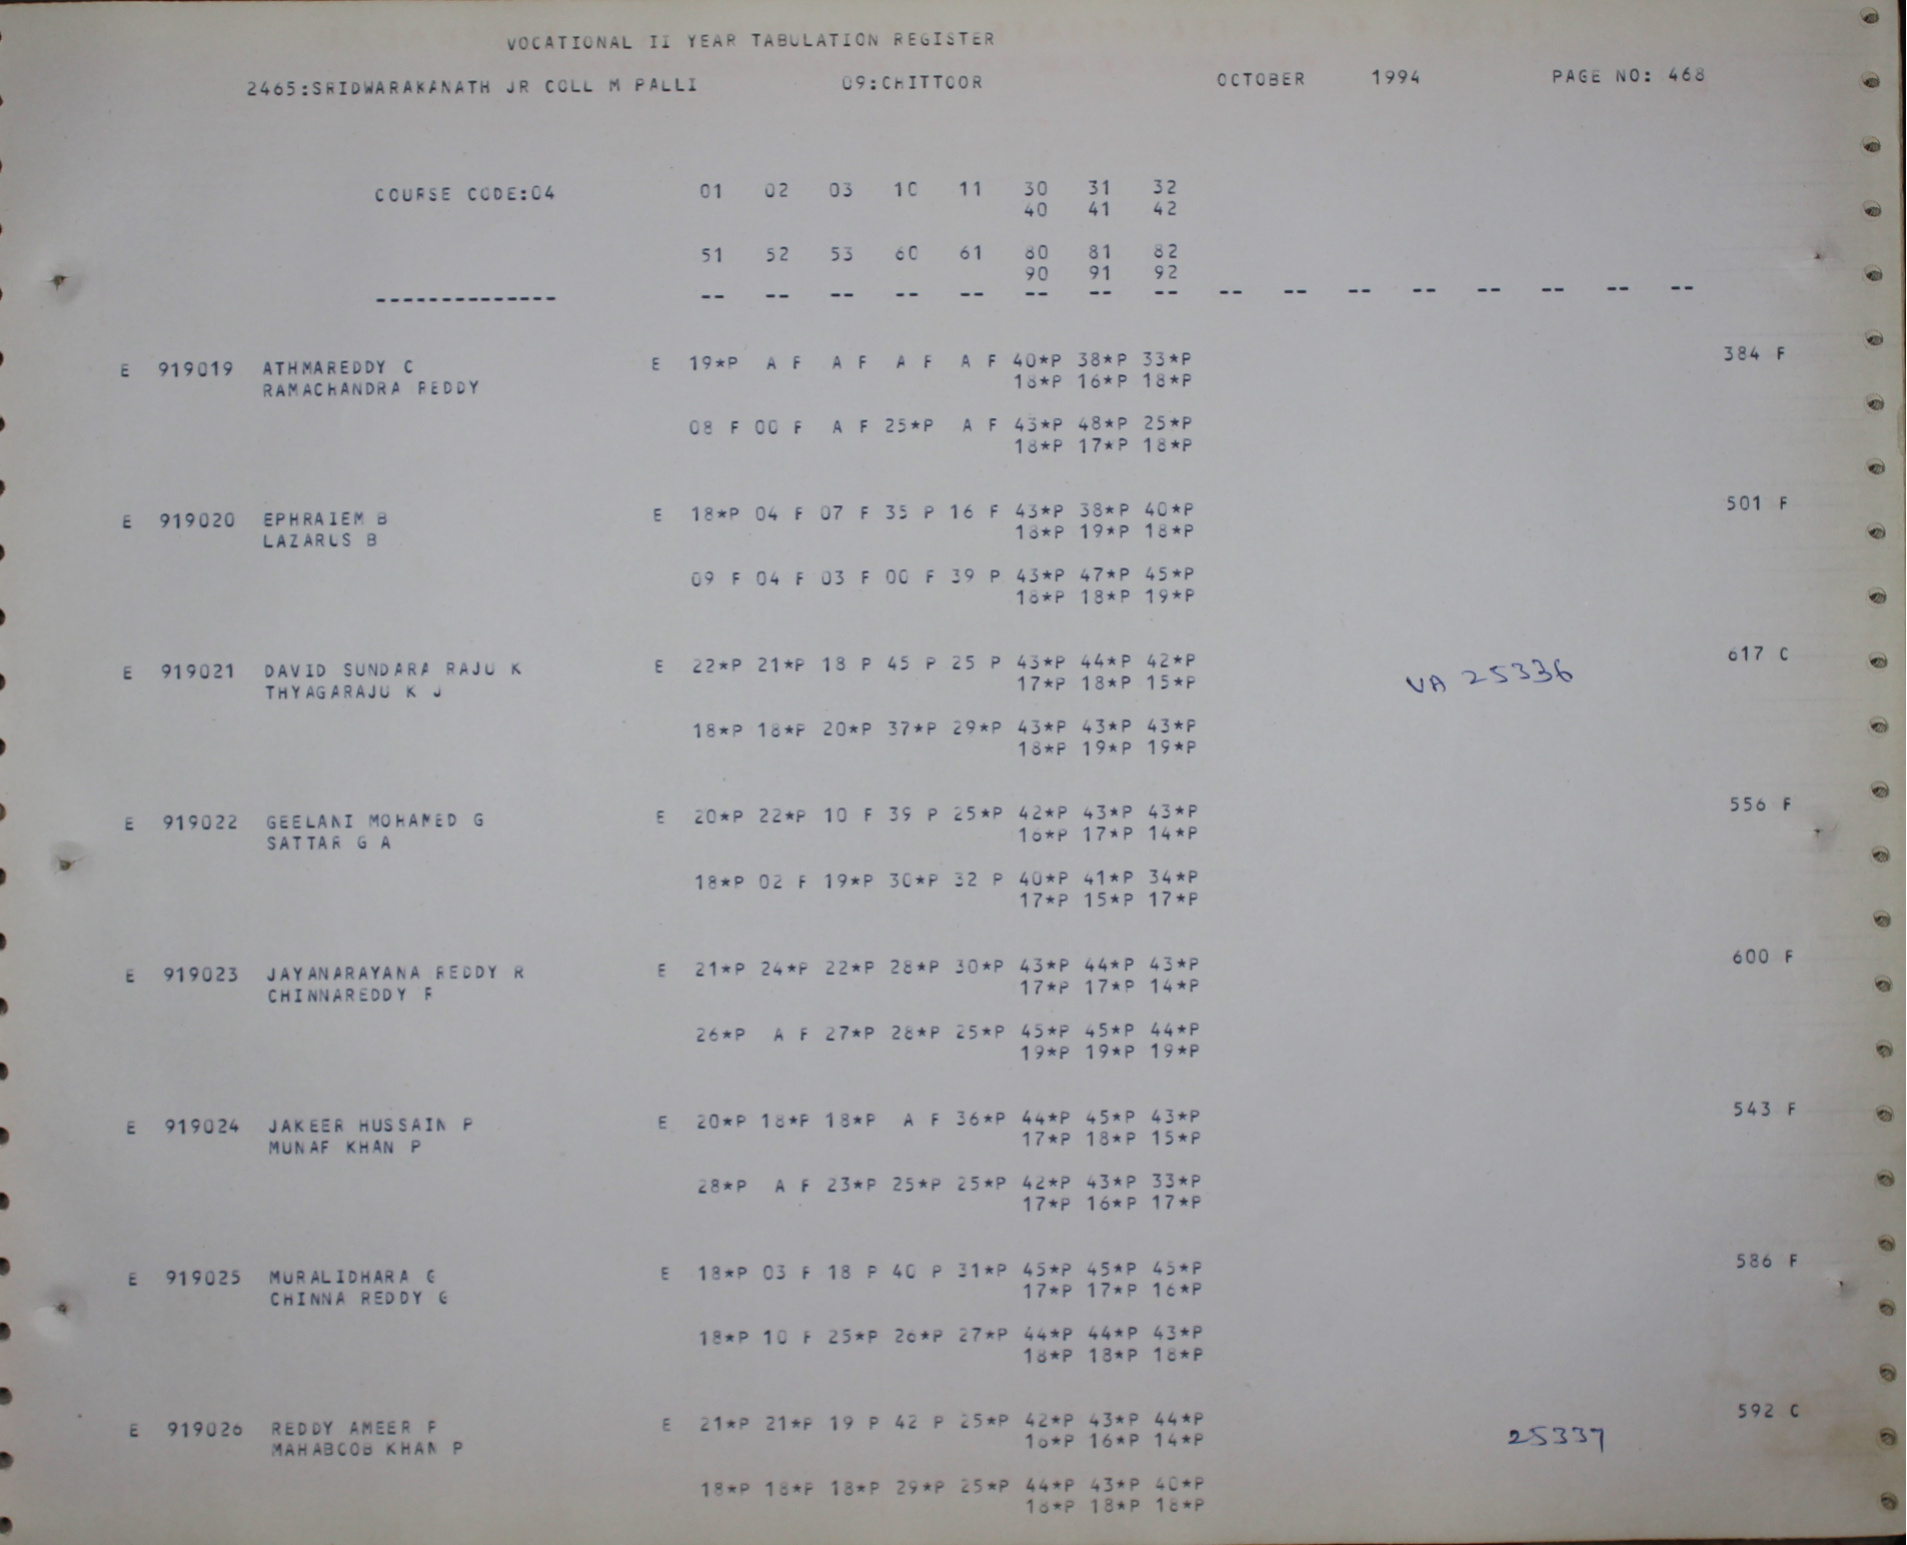 VOCATIONAL II YEAR TABULATION REGISTER
2465:SRIDWARAKANATH JR COLL M PALLI 09:CHITTOOR OCTOBER 1994 PAGE NO: 468
COURSE CODE:04 01 02 03 10 11 30 31 32
40 41 42
51 52 53 60 61 80 81 82
90 91 92
-------------- -- -- -- -- -- -- -- -- -- -- -- -- -- -- -- --
E 919019 ATHMAREDDY C E 19*P A F A F A F A F 40*P 38*P 33*P 384 F
RAMACHANDRA REDDY 18*P 16*P 18*P
08 F 00 F A F 25*P A F 43*P 48*P 25*P
18*P 17*P 18*P
E 919020 EPHRAIEM B E 18*P 04 F 07 F 35 P 16 F 43*P 38*P 40*P 501 F
LAZARUS B 18*P 19*P 18*P
09 F 04 F 03 F 00 F 39 P 43*P 47*P 45*P
18*P 18*P 19*P
E 919021 DAVID SUNDARA RAJU K E 22*P 21*P 18 P 45 P 25 P 43*P 44*P 42*P VA 25336 617 C
THYAGARAJU K J 17*P 18*P 15*P
18*P 18*P 20*P 37*P 29*P 43*P 43*P 43*P
18*P 19*P 19*P
E 919022 GEELANI MOHAMED G E 20*P 22*P 10 F 39 P 25*P 42*P 43*P 43*P 556 F
SATTAR G A 16*P 17*P 14*P
18*P 02 F 19*P 30*P 32 P 40*P 41*P 34*P
17*P 15*P 17*P
E 919023 JAYANARAYANA REDDY R E 21*P 24*P 22*P 28*P 30*P 43*P 44*P 43*P 600 F
CHINNAREDDY R 17*P 17*P 14*P
26*P A F 27*P 28*P 25*P 45*P 45*P 44*P
19*P 19*P 19*P
E 919024 JAKEER HUSSAIN P E 20*P 18*P 18*P A F 36*P 44*P 45*P 43*P 543 F
MUNAF KHAN P 17*P 18*P 15*P
28*P A F 23*P 25*P 25*P 42*P 43*P 33*P
17*P 16*P 17*P
E 919025 MURALIDHARA G E 18*P 03 F 18 P 40 P 31*P 45*P 45*P 45*P 586 F
CHINNA REDDY G 17*P 17*P 16*P
18*P 10 F 25*P 26*P 27*P 44*P 44*P 43*P
18*P 18*P 18*P
E 919026 REDDY AMEER P E 21*P 21*P 19 P 42 P 25*P 42*P 43*P 44*P 25337 592 C
MAHABOOB KHAN P 16*P 16*P 14*P
18*P 18*P 18*P 29*P 25*P 44*P 43*P 40*P
18*P 18*P 18*P